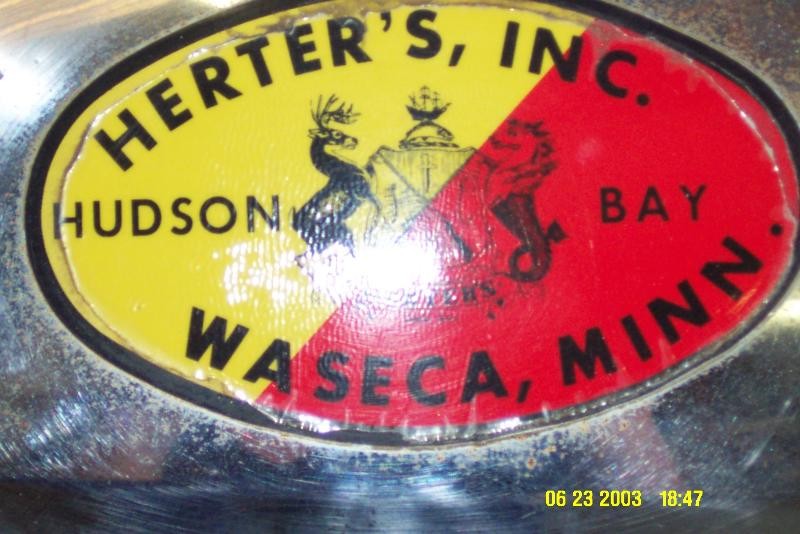 HERTER'S, INC.
HUDSON BAY
WASECA, MINN.
06 23 2003 18:47